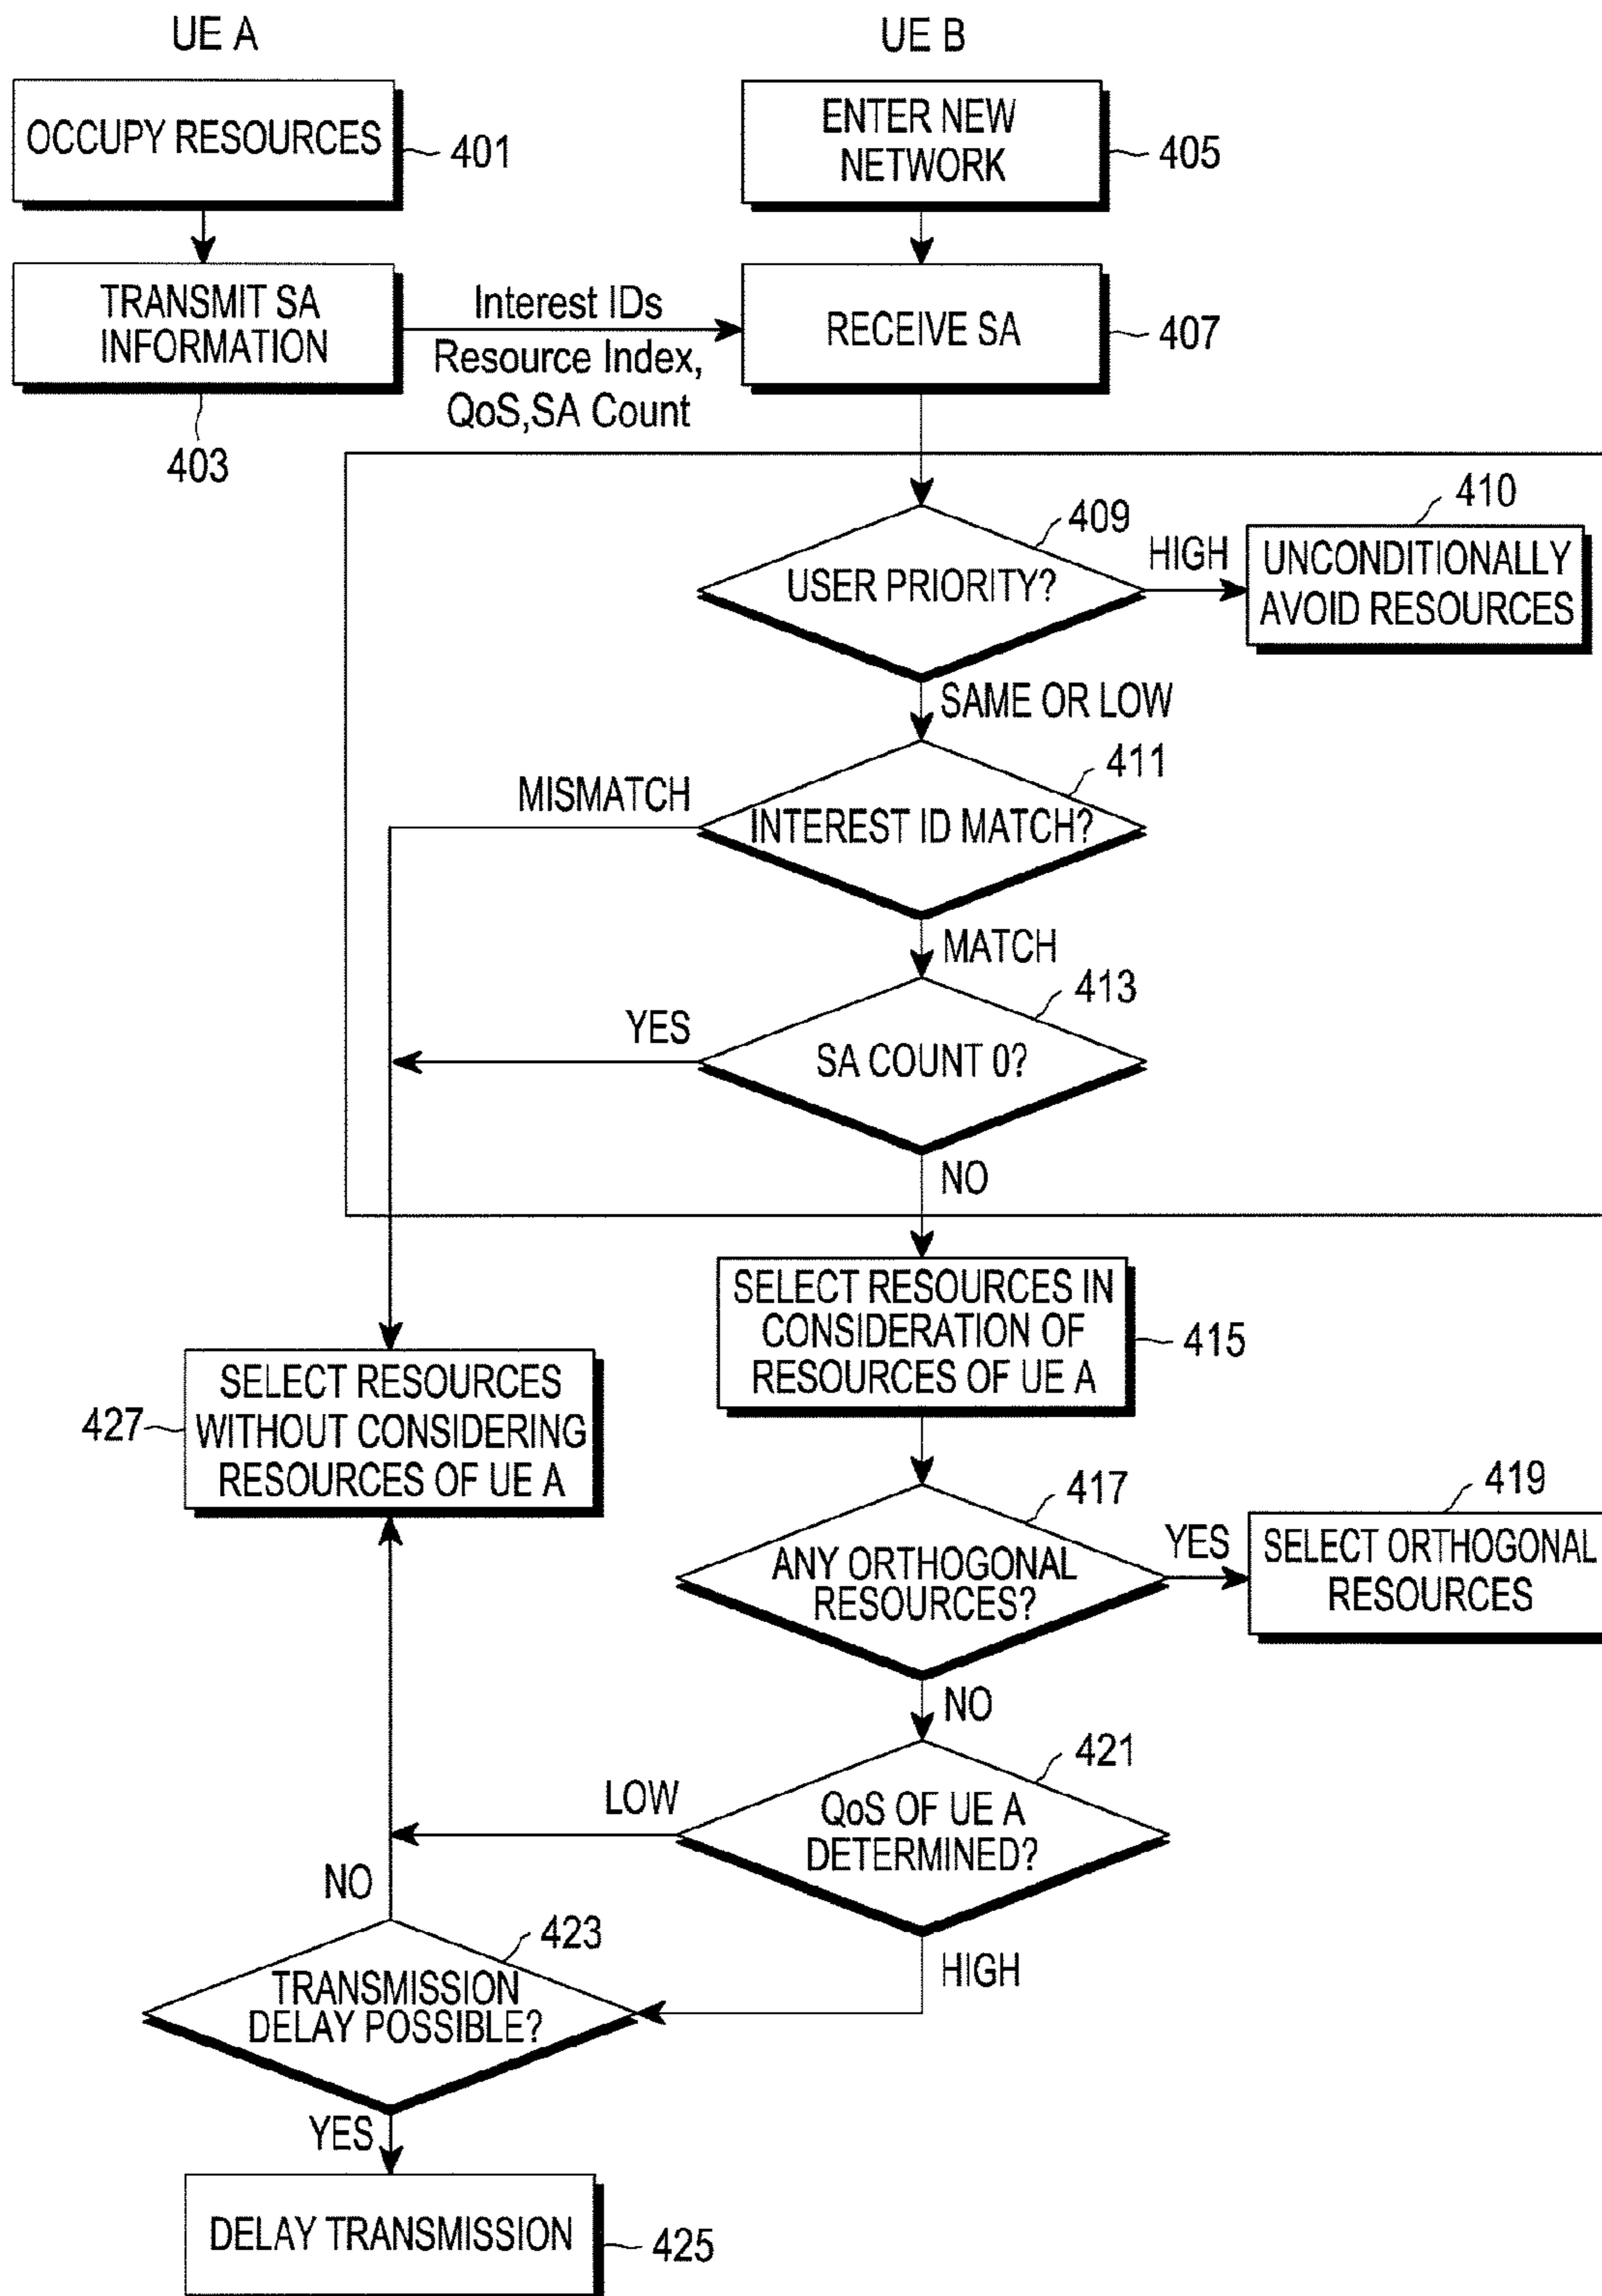 UE A
UE B
OCCUPY RESOURCES
401
ENTER NEW
NETWORK
405
TRANSMIT SA
INFORMATION
403
Interest IDs
Resource Index,
QoS,SA Count
RECEIVE SA
407
409
USER PRIORITY?
HIGH
410
UNCONDITIONALLY
AVOID RESOURCES
SAME OR LOW
411
MISMATCH
INTEREST ID MATCH?
MATCH
413
YES
SA COUNT 0?
NO
SELECT RESOURCES IN
CONSIDERATION OF
RESOURCES OF UE A
415
427
SELECT RESOURCES
WITHOUT CONSIDERING
RESOURCES OF UE A
417
ANY ORTHOGONAL
RESOURCES?
YES
419
SELECT ORTHOGONAL
RESOURCES
NO
421
LOW
QoS OF UE A
DETERMINED?
NO
HIGH
423
TRANSMISSION
DELAY POSSIBLE?
YES
DELAY TRANSMISSION
425